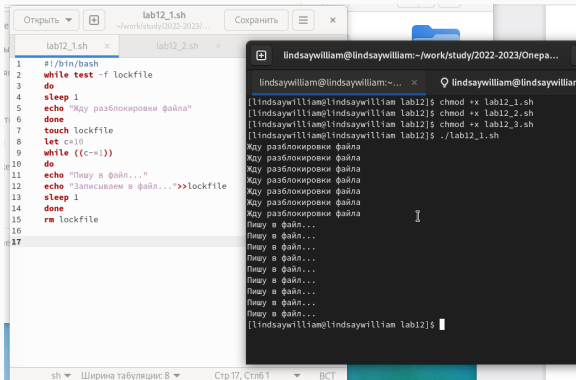 Открыть
lab12_1.sh
~/work/study/2022-2023/...
Сохранить
lab12_1.sh
lab12_2.sh
1 #!/bin/bash
2 while test -f lockfile
3 do
4 sleep 1
5 echo "Жду разблокировки файла"
6 done
7 touch lockfile
8 let c=10
9 while ((c-=1))
10 do
11 echo "Пишу в файл..."
12 echo "Записываем в файл...">>lockfile
13 sleep 1
14 done
15 rm lockfile
16
17
sh
Ширина табуляции: 8
Стр 17, Стлб 1
ВСТ
lindsaywilliam@lindsaywilliam:~/work/study/2022-2023/Опера...
lindsaywilliam@lindsaywilliam:~...
lindsaywilliam@lindsaywilliam
[lindsaywilliam@lindsaywilliam lab12]$ chmod +x lab12_1.sh
[lindsaywilliam@lindsaywilliam lab12]$ chmod +x lab12_2.sh
[lindsaywilliam@lindsaywilliam lab12]$ chmod +x lab12_3.sh
[lindsaywilliam@lindsaywilliam lab12]$ ./lab12_1.sh
Жду разблокировки файла
Жду разблокировки файла
Жду разблокировки файла
Жду разблокировки файла
Жду разблокировки файла
Жду разблокировки файла
Жду разблокировки файла
Пишу в файл...
Пишу в файл...
Пишу в файл...
Пишу в файл...
Пишу в файл...
Пишу в файл...
Пишу в файл...
Пишу в файл...
Пишу в файл...
[lindsaywilliam@lindsaywilliam lab12]$